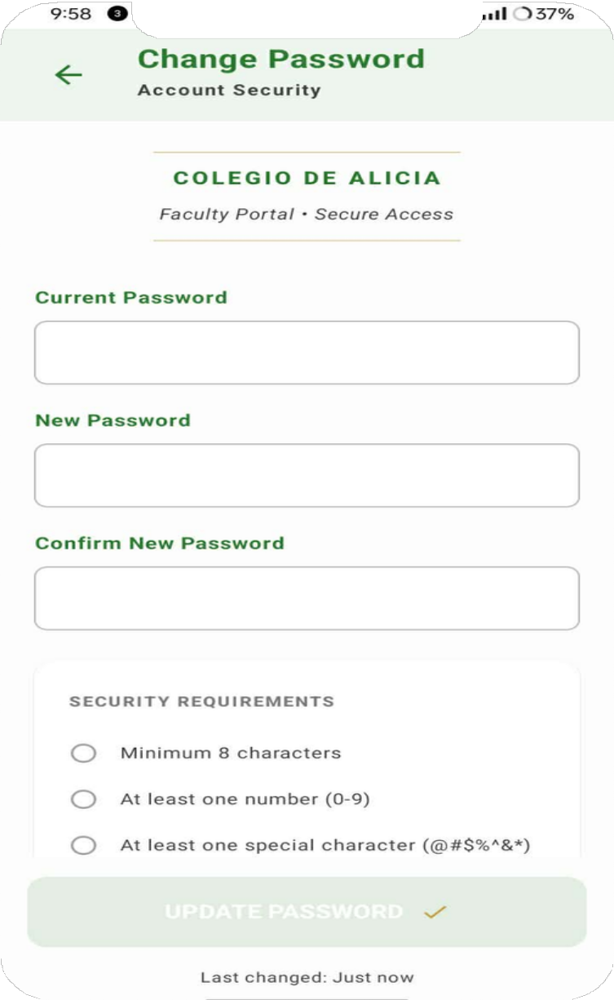 9:58 3 37%
Change Password
Account Security
COLEGIO DE ALICIA
Faculty Portal • Secure Access
Current Password
New Password
Confirm New Password
SECURITY REQUIREMENTS
Minimum 8 characters
At least one number (0-9)
At least one special character (@#$%^&*)
UPDATE PASSWORD
Last changed: Just now